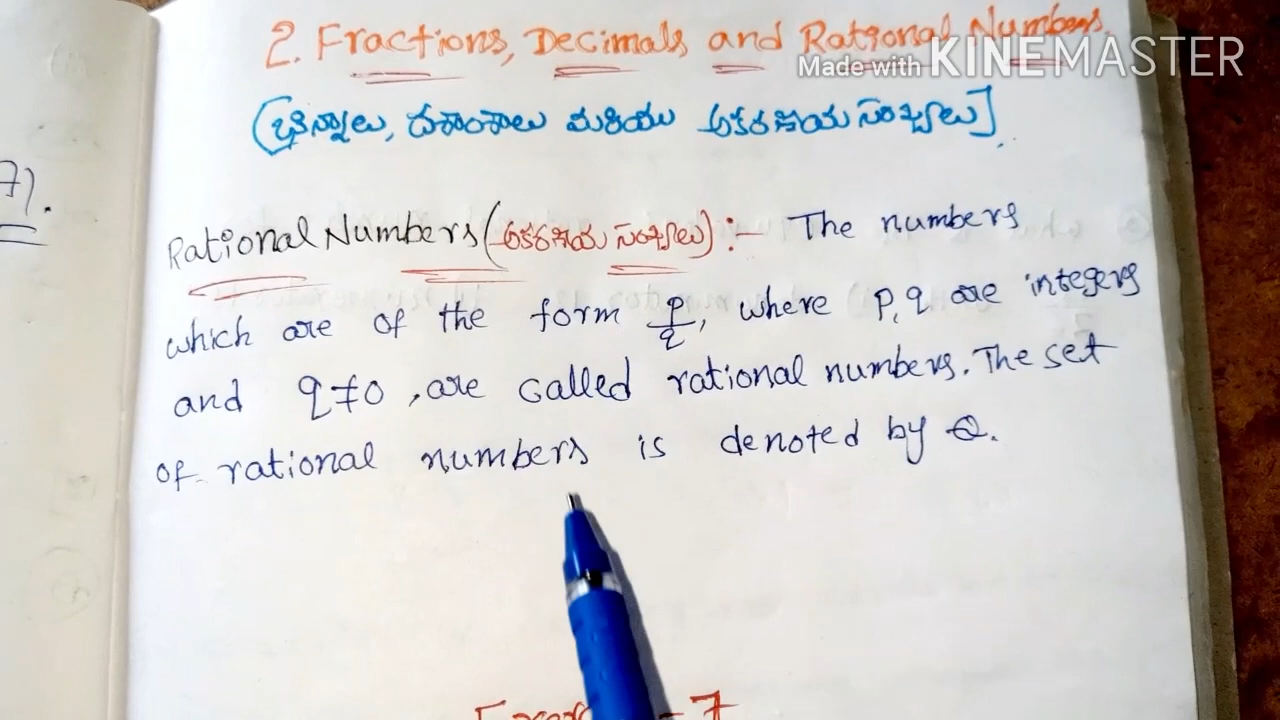 2. Fractions, Decimals and Rational Numbers.
Made with KINEMASTER
(భిన్నాలు, దశాంశాలు మరియు అకరణీయ సంఖ్యలు).
7).
Rational Numbers (అకరణీయ సంఖ్యలు) :- The numbers
which are of the form p/q, where p, q are integers
and q ≠ 0, are called rational numbers. The set
of rational numbers is denoted by Q.
- 7